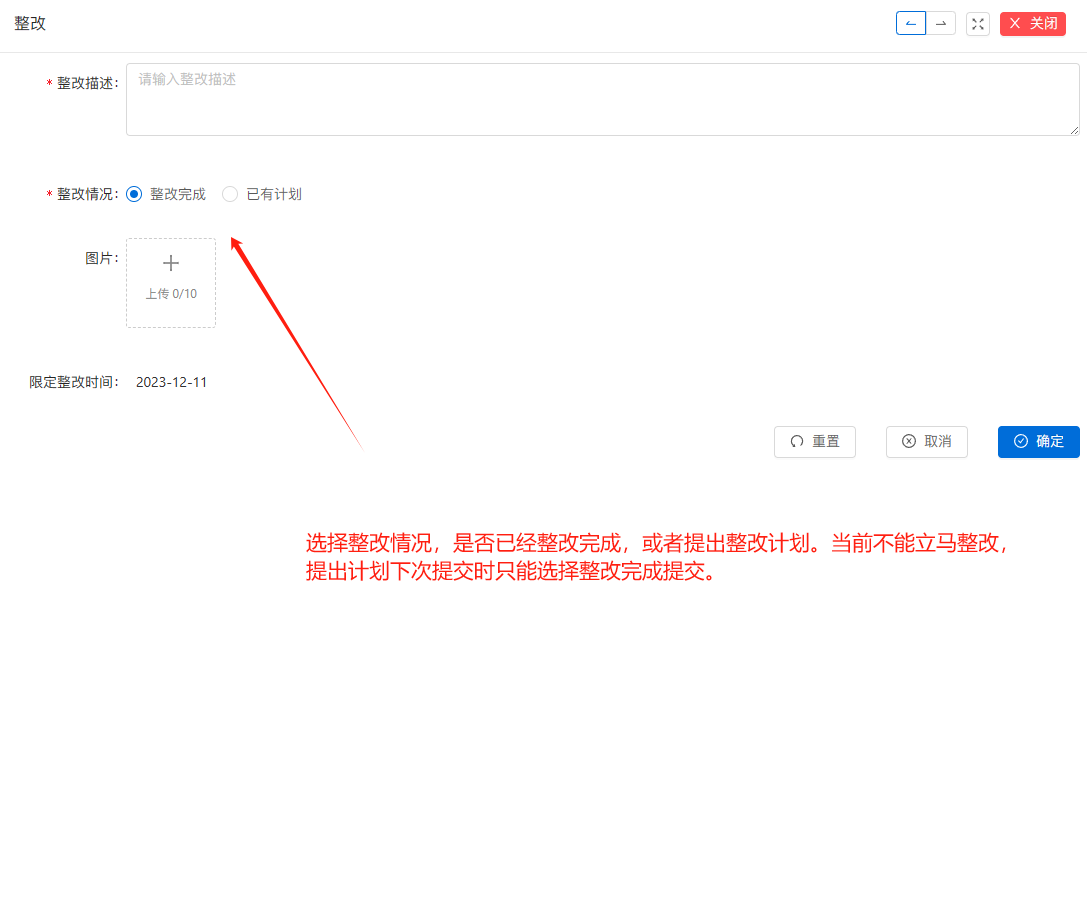 整改
关闭
* 整改描述：
请输入整改描述
* 整改情况： 整改完成 已有计划
图片：
上传 0/10
限定整改时间： 2023-12-11
重置 取消 确定
选择整改情况，是否已经整改完成，或者提出整改计划。当前不能立马整改，
提出计划下次提交时只能选择整改完成提交。